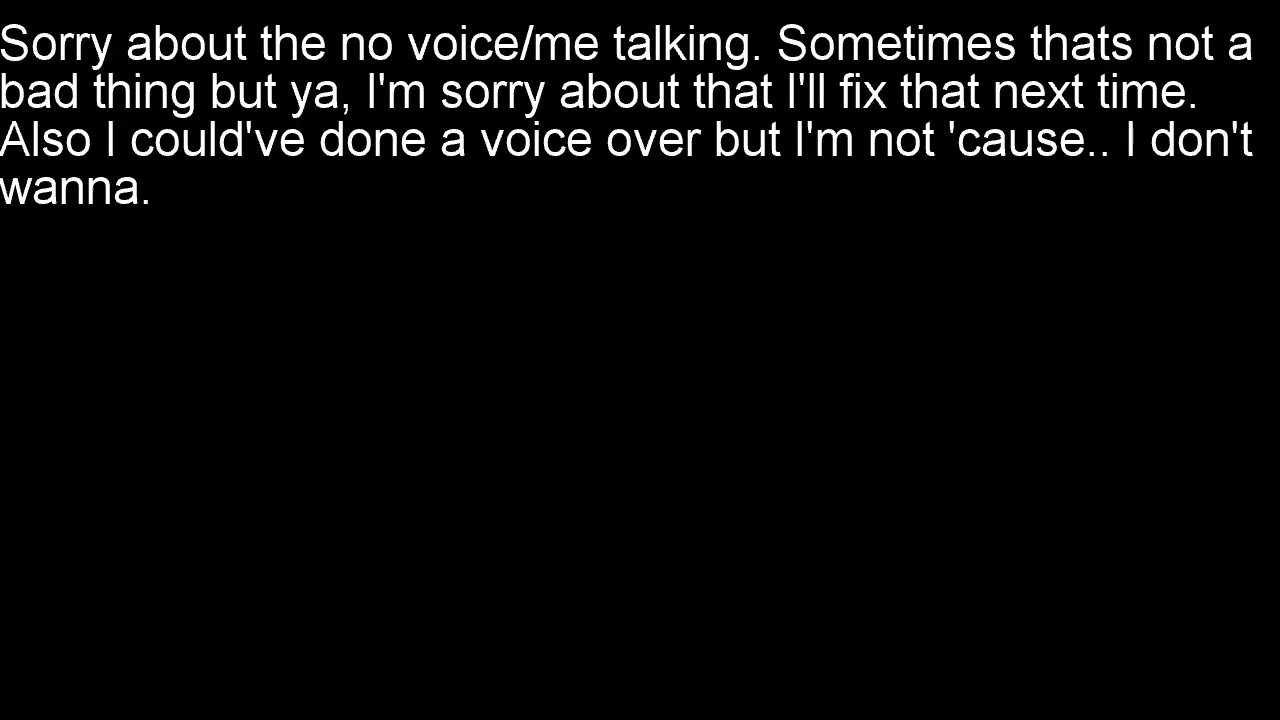 Sorry about the no voice/me talking. Sometimes thats not a
bad thing but ya, I'm sorry about that I'll fix that next time.
Also I could've done a voice over but I'm not 'cause.. I don't
wanna.